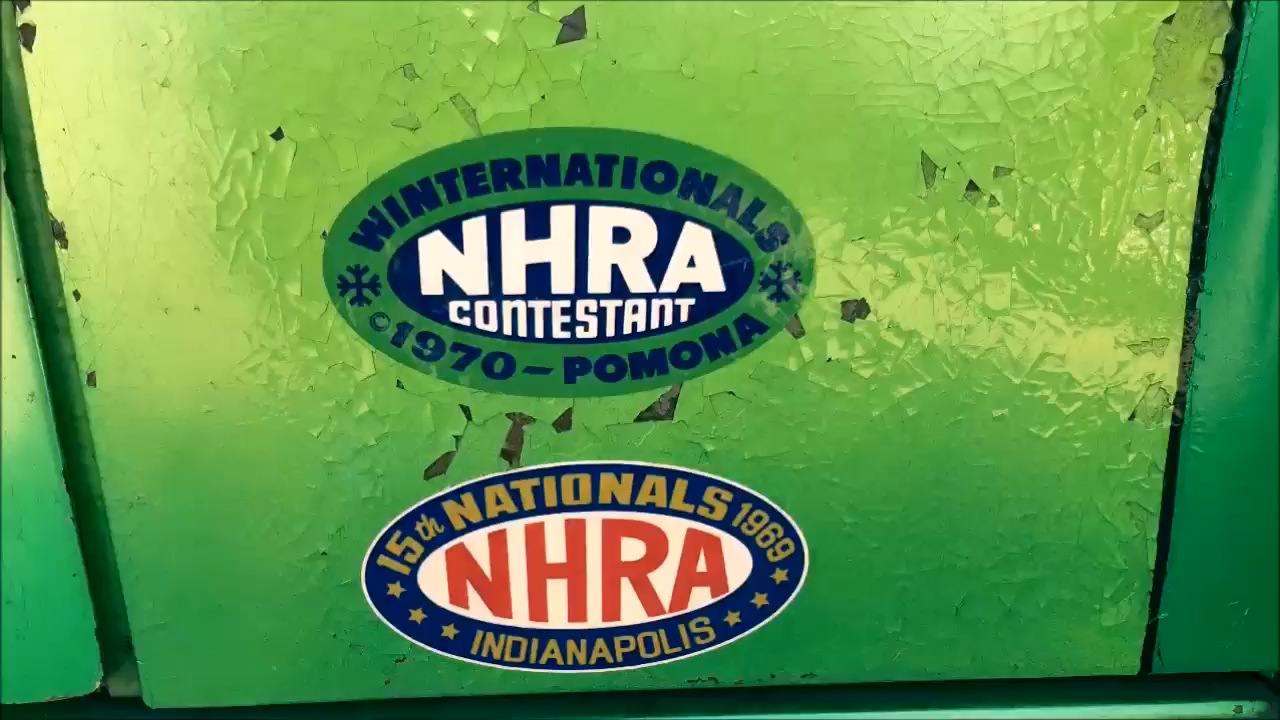 WINTERNATIONALS
NHRA
CONTESTANT
©1970-POMONA
15th NATIONALS 1969
NHRA
INDIANAPOLIS